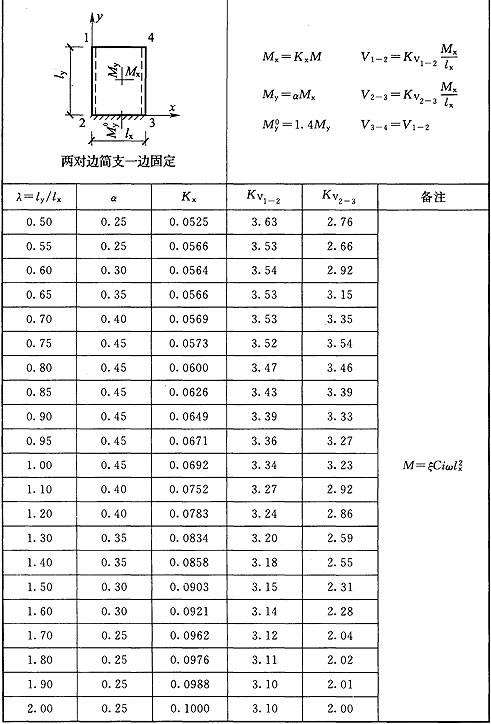 y
1 4
l_y
M_y M_x
2 3 x
M_y^0 l_x
两对边简支一边固定
M_x=K_xM V_{1-2}=K_{V_{1-2}} M_x/l_x
M_y=αM_x V_{2-3}=K_{V_{2-3}} M_x/l_x
M_y^0=1.4M_y V_{3-4}=V_{1-2}
λ=l_y/l_x α K_x K_{V_{1-2}} K_{V_{2-3}} 备注
0.50 0.25 0.0525 3.63 2.76
0.55 0.25 0.0566 3.53 2.66
0.60 0.30 0.0564 3.54 2.92
0.65 0.35 0.0566 3.53 3.15
0.70 0.40 0.0569 3.53 3.35
0.75 0.45 0.0573 3.52 3.54
0.80 0.45 0.0600 3.47 3.46
0.85 0.45 0.0626 3.43 3.39
0.90 0.45 0.0649 3.39 3.33
0.95 0.45 0.0671 3.36 3.27
1.00 0.45 0.0692 3.34 3.23 M=ξCiωl_x^2
1.10 0.40 0.0752 3.27 2.92
1.20 0.40 0.0783 3.24 2.86
1.30 0.35 0.0834 3.20 2.59
1.40 0.35 0.0858 3.18 2.55
1.50 0.30 0.0903 3.15 2.31
1.60 0.30 0.0921 3.14 2.28
1.70 0.25 0.0962 3.12 2.04
1.80 0.25 0.0976 3.11 2.02
1.90 0.25 0.0988 3.10 2.01
2.00 0.25 0.1000 3.10 2.00